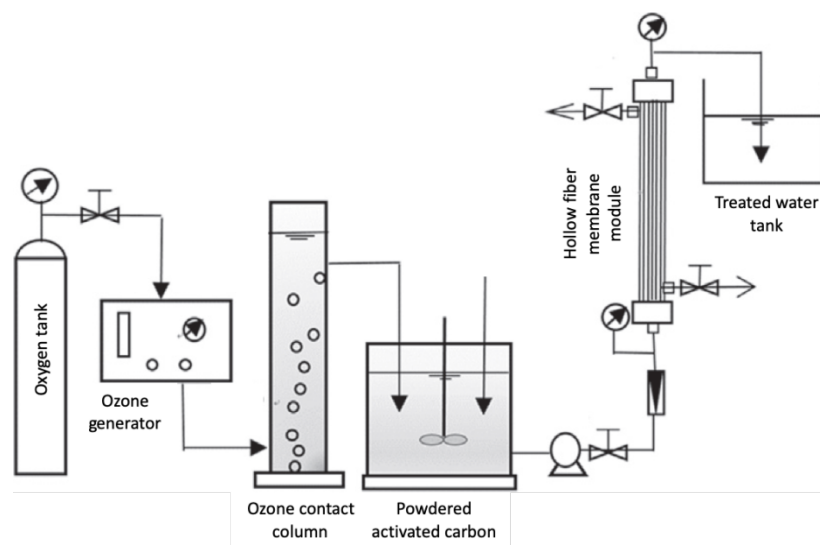 Oxygen tank
Ozone
generator
Ozone contact
column
Powdered
activated carbon
Hollow fiber
membrane
module
Treated water
tank